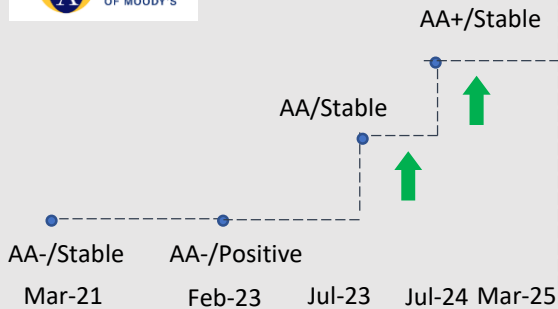 OF MOODY'S
AA+/Stable
AA/Stable
AA-/Stable AA-/Positive
Mar-21 Feb-23 Jul-23 Jul-24 Mar-25